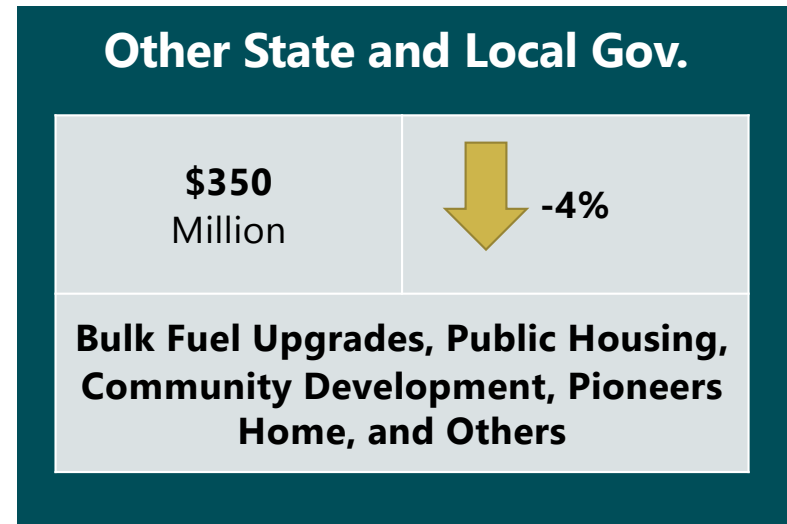 Other State and Local Gov.
$350
Million
-4%
Bulk Fuel Upgrades, Public Housing,
Community Development, Pioneers
Home, and Others